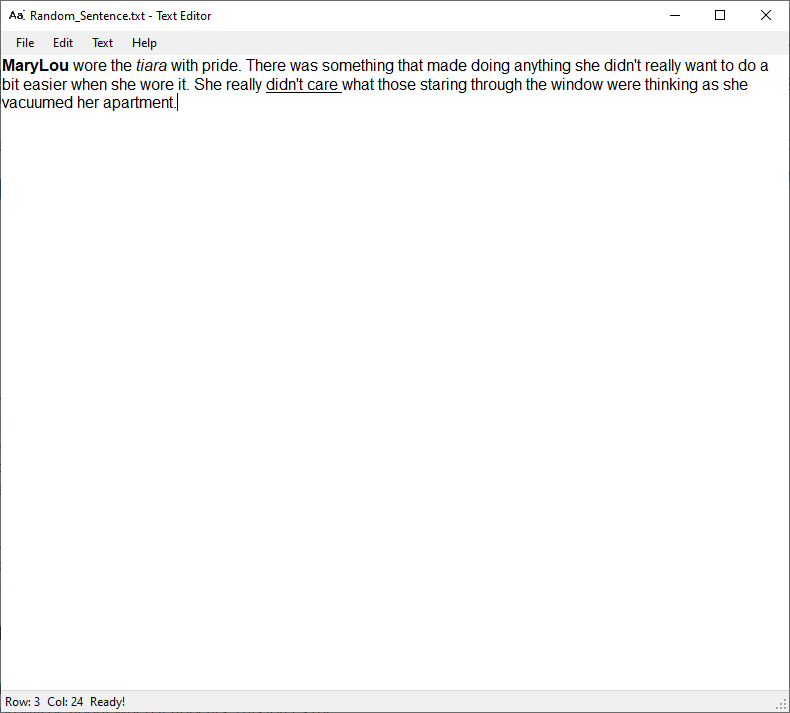 Aa Random_Sentence.txt - Text Editor
File Edit Text Help
MaryLou wore the tiara with pride. There was something that made doing anything she didn't really want to do a
bit easier when she wore it. She really didn't care what those staring through the window were thinking as she
vacuumed her apartment.
Row: 3 Col: 24 Ready!